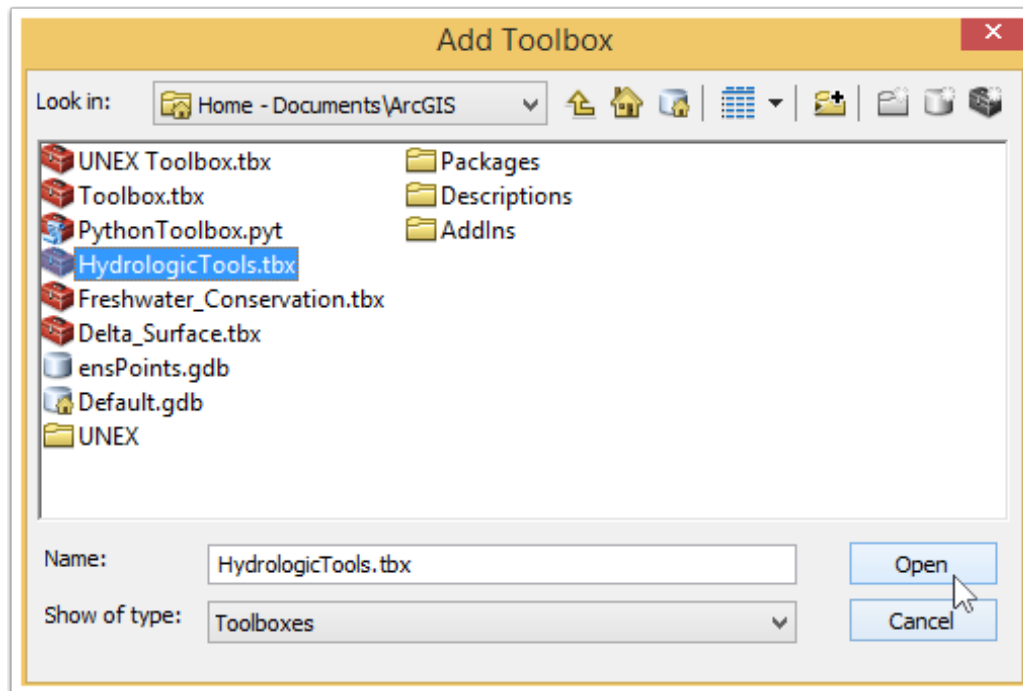 Add Toolbox
Look in:
Home - Documents\ArcGIS
UNEX Toolbox.tbx
Toolbox.tbx
PythonToolbox.pyt
HydrologicTools.tbx
Freshwater_Conservation.tbx
Delta_Surface.tbx
ensPoints.gdb
Default.gdb
UNEX
Packages
Descriptions
AddIns
Name:
HydrologicTools.tbx
Open
Show of type:
Toolboxes
Cancel